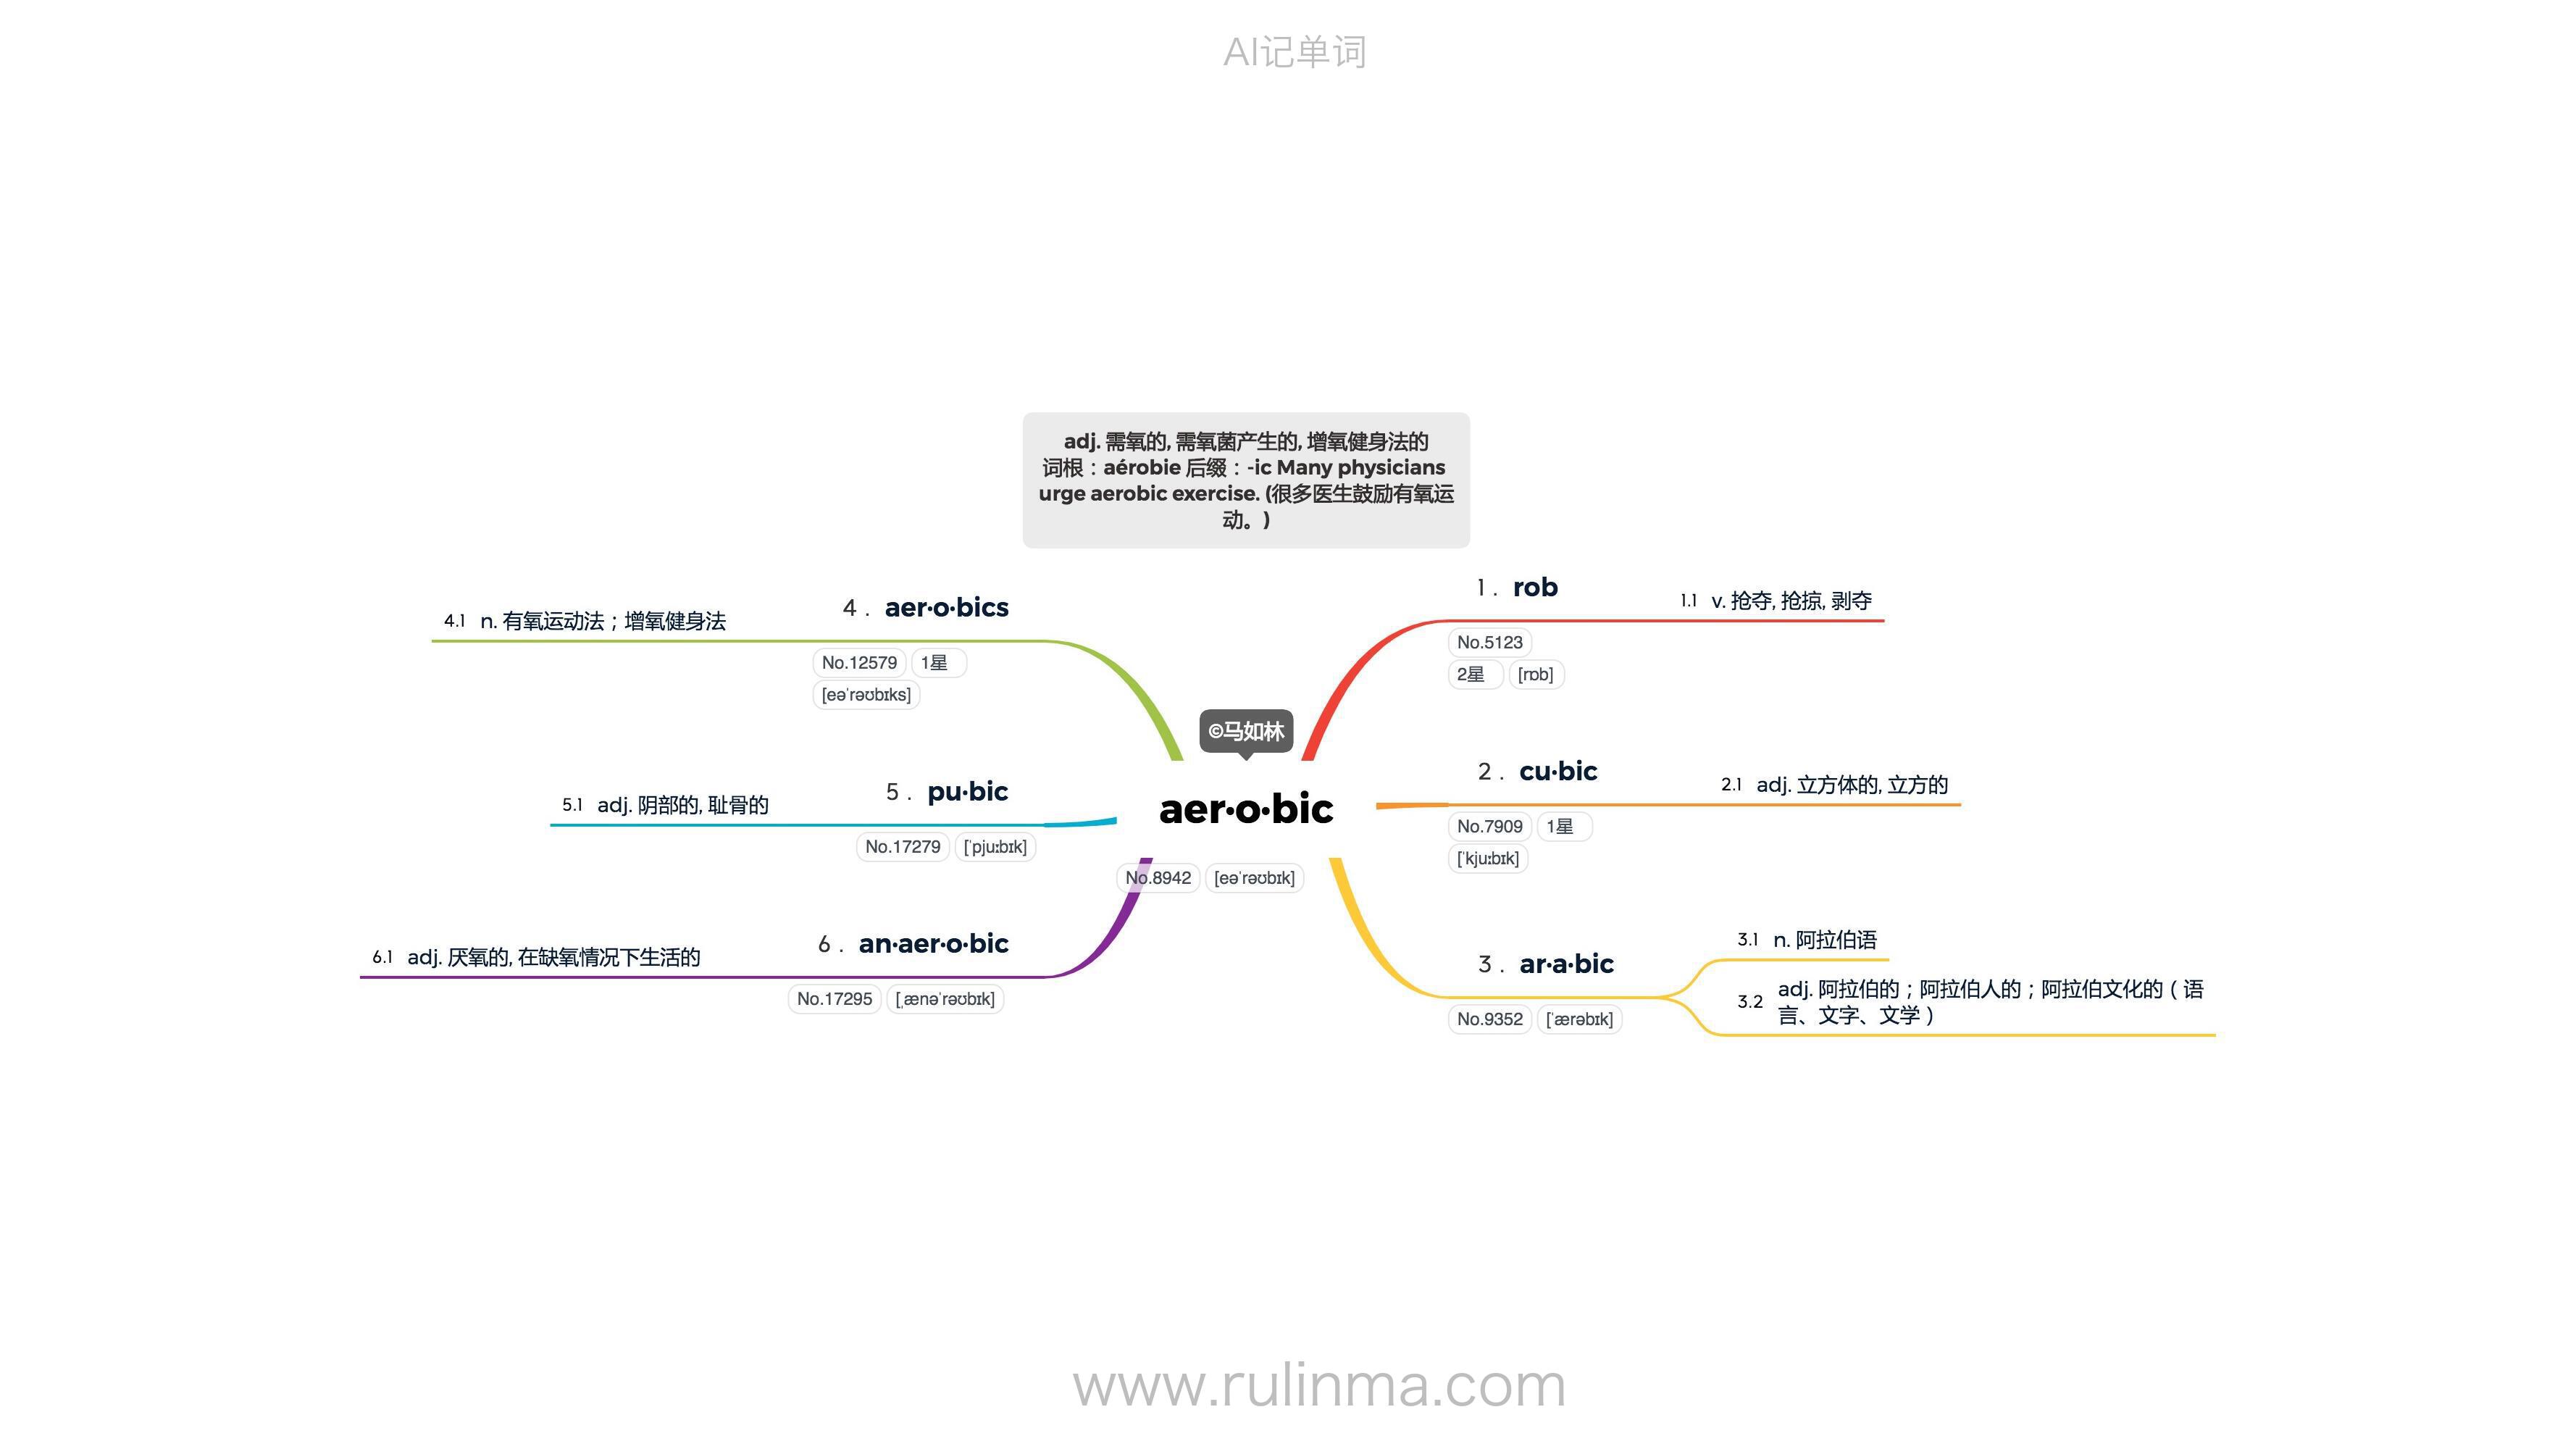 AI记单词
adj. 需氧的, 需氧菌产生的, 增氧健身法的
词根：aérobie 后缀：-ic Many physicians
urge aerobic exercise. (很多医生鼓励有氧运
动。)
©马如林
aer·o·bic
No.8942 [eəˈrəʊbɪk]
1 . rob
No.5123
2星 [rɒb]
1.1 v. 抢夺, 抢掠, 剥夺
2 . cu·bic
No.7909 1星
[ˈkjuːbɪk]
2.1 adj. 立方体的, 立方的
3 . ar·a·bic
No.9352 [ˈærəbɪk]
3.1 n. 阿拉伯语
3.2 adj. 阿拉伯的；阿拉伯人的；阿拉伯文化的（语
言、文字、文学）
4 . aer·o·bics
No.12579 1星
[eəˈrəʊbɪks]
4.1 n. 有氧运动法；增氧健身法
5 . pu·bic
No.17279 [ˈpjuːbɪk]
5.1 adj. 阴部的, 耻骨的
6 . an·aer·o·bic
No.17295 [ˌænəˈrəʊbɪk]
6.1 adj. 厌氧的, 在缺氧情况下生活的
www.rulinma.com